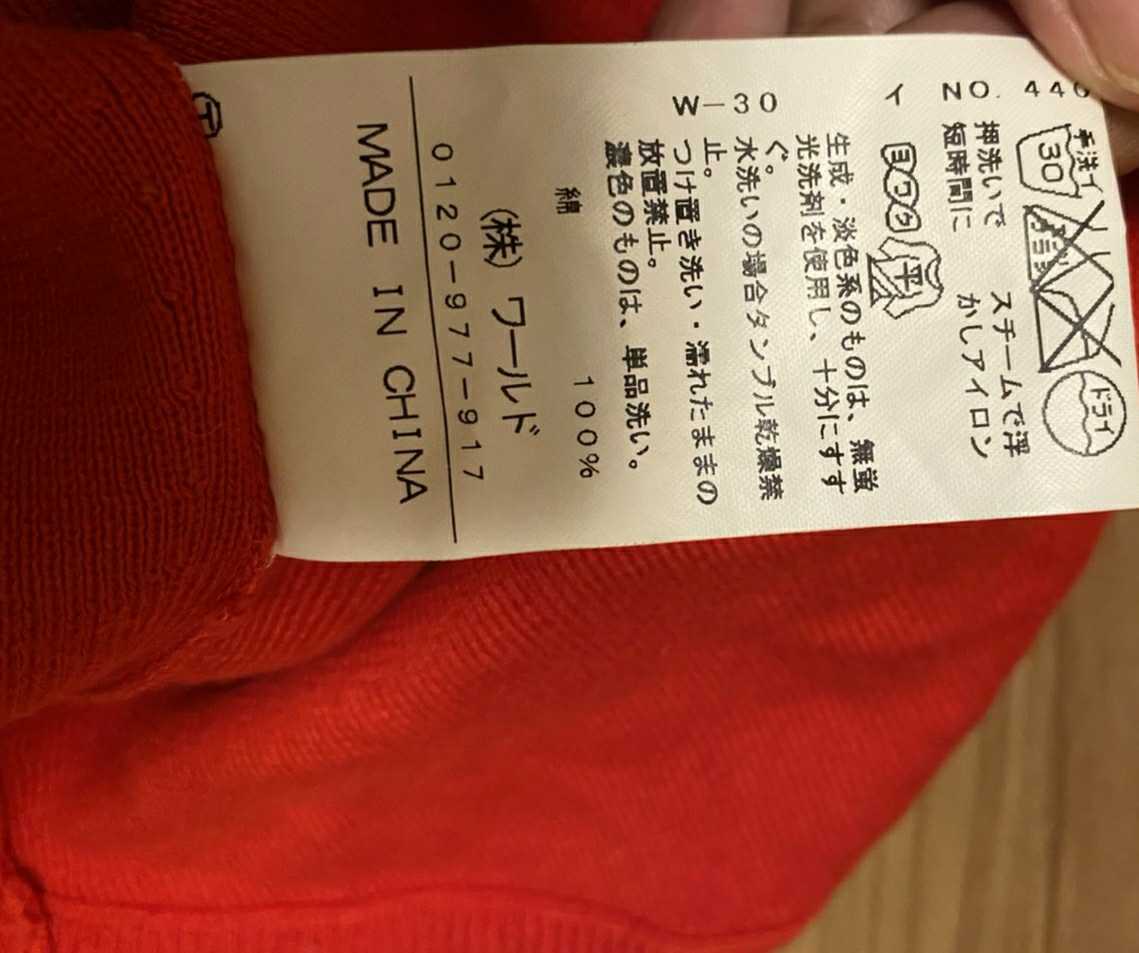 NO. 440
手洗イ
30
ドライ
押洗いで
短時間に
スチームで浮
かしアイロン
イ
ヨワク
平
生成・淡色系のものは、無蛍
光洗剤を使用し、十分にすす
ぐ。
W-30
水洗いの場合タンブル乾燥禁
止。
つけ置き洗い・濡れたままの
放置禁止。
濃色のものは、単品洗い。
綿 100%
(株) ワールド
0120-977-917
MADE IN CHINA